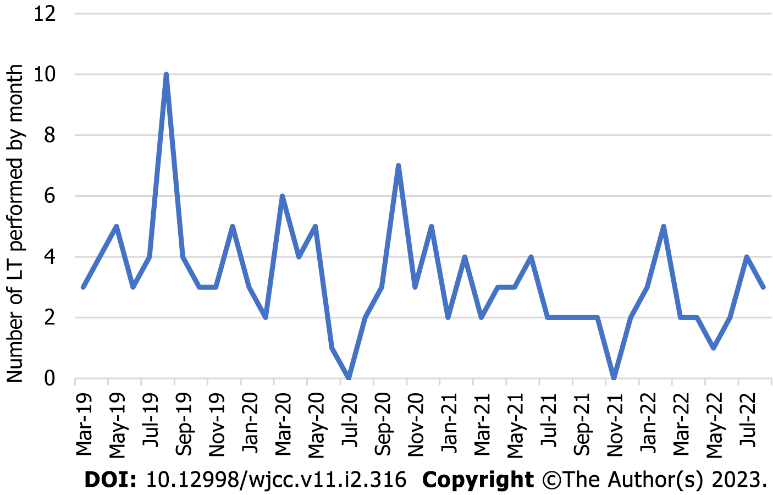 12
10
8
6
4
2
0
Number of LT performed by month
Mar-19
May-19
Jul-19
Sep-19
Nov-19
Jan-20
Mar-20
May-20
Jul-20
Sep-20
Nov-20
Jan-21
Mar-21
May-21
Jul-21
Sep-21
Nov-21
Jan-22
Mar-22
May-22
Jul-22
DOI: 10.12998/wjcc.v11.i2.316 Copyright ©The Author(s) 2023.